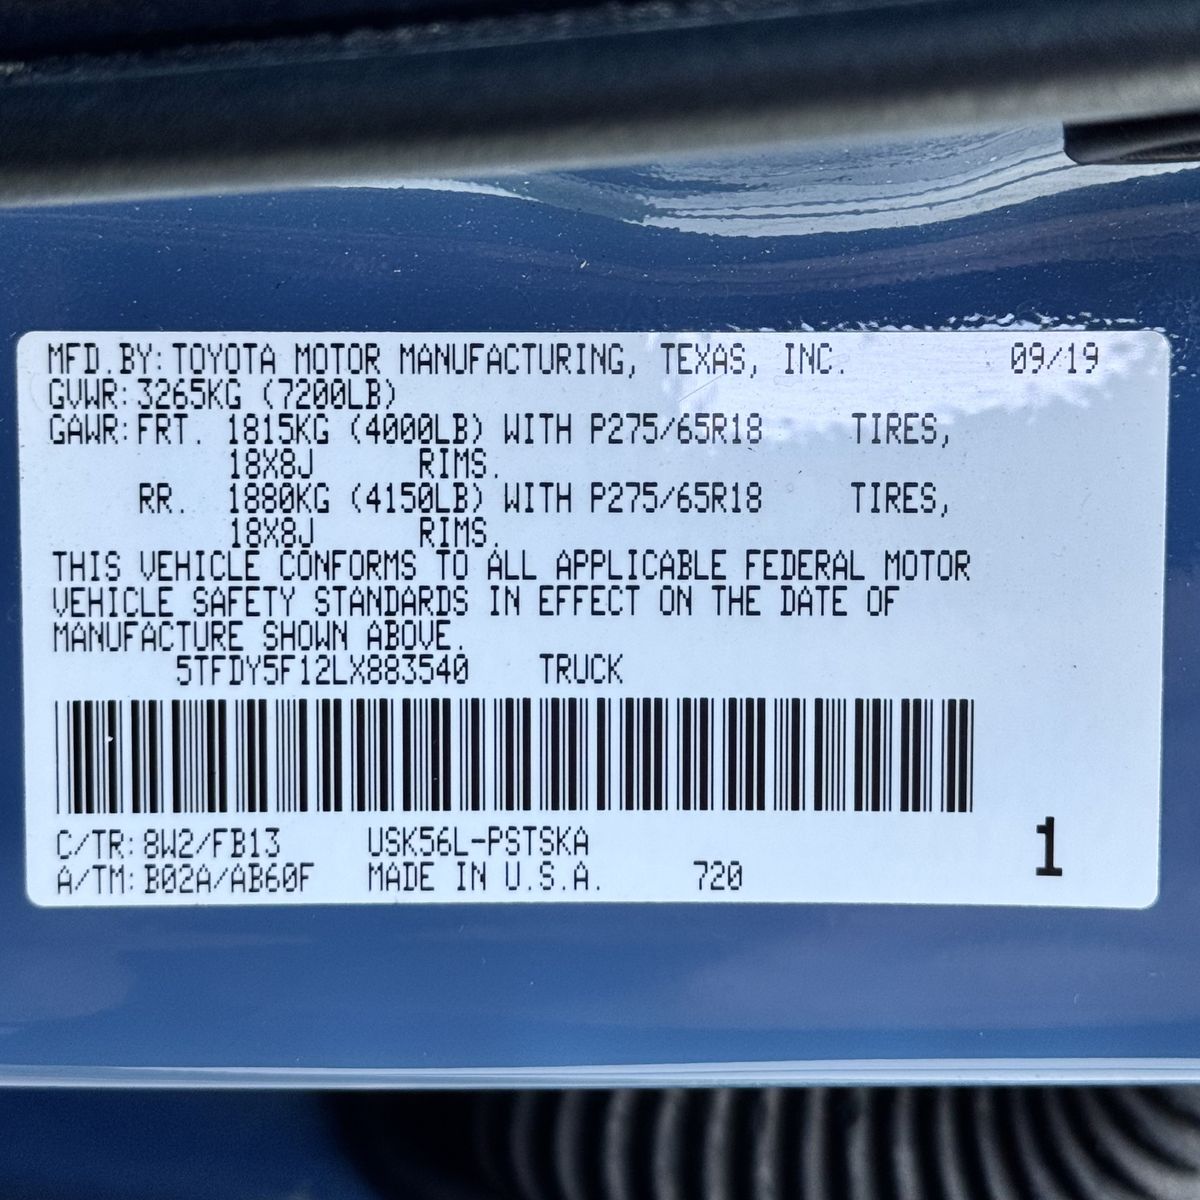 MFD.BY: TOYOTA MOTOR MANUFACTURING, TEXAS, INC. 09/19
GVWR: 3265KG (7200LB)
GAWR: FRT. 1815KG (4000LB) WITH P275/65R18 TIRES,
18X8J RIMS.
RR. 1880KG (4150LB) WITH P275/65R18 TIRES,
18X8J RIMS.
THIS VEHICLE CONFORMS TO ALL APPLICABLE FEDERAL MOTOR
VEHICLE SAFETY STANDARDS IN EFFECT ON THE DATE OF
MANUFACTURE SHOWN ABOVE.
5TFDY5F12LX883540 TRUCK
C/TR: 8W2/FB13 USK56L-PSTSKA
A/TM: B02A/AB60F MADE IN U.S.A. 720
1